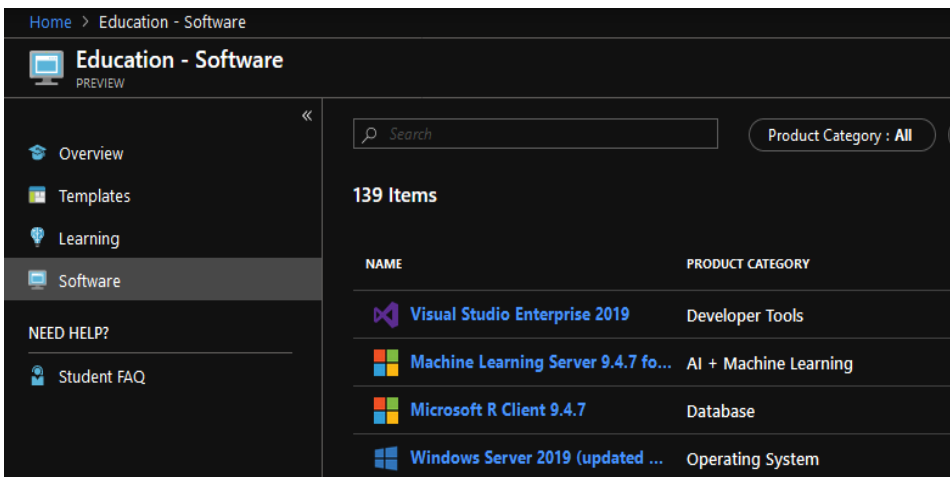 Home > Education - Software
Education - Software
PREVIEW
«
Overview
Templates
Learning
Software
NEED HELP?
Student FAQ
Search
Product Category : All
139 Items
NAME PRODUCT CATEGORY
Visual Studio Enterprise 2019 Developer Tools
Machine Learning Server 9.4.7 fo... AI + Machine Learning
Microsoft R Client 9.4.7 Database
Windows Server 2019 (updated ... Operating System